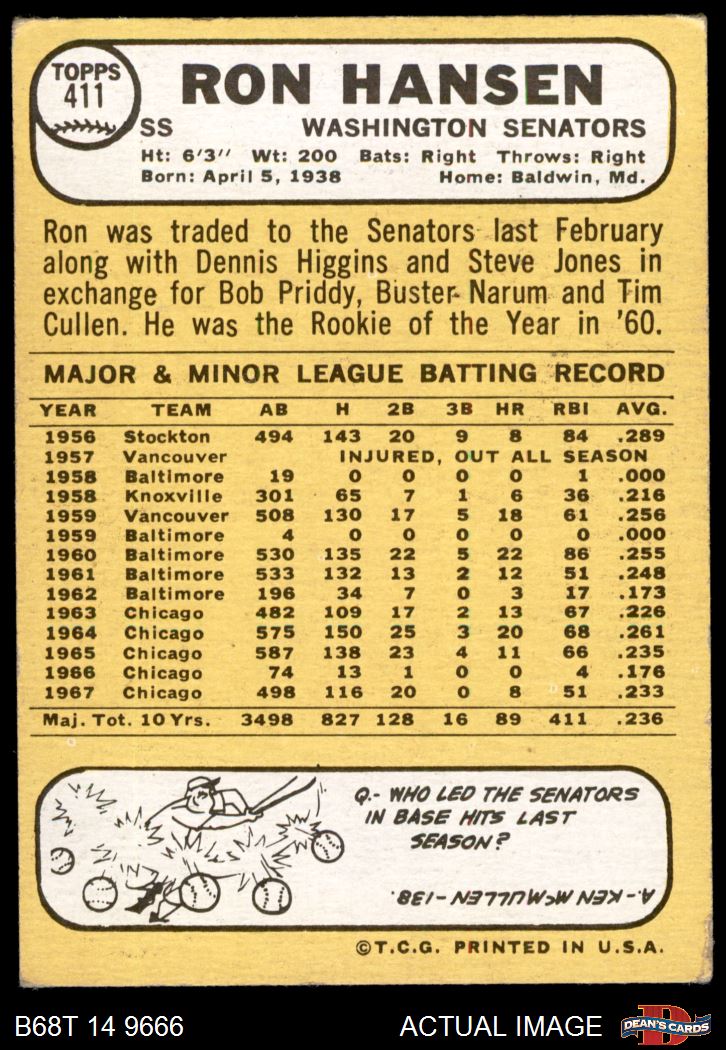 TOPPS
411
RON HANSEN
SS WASHINGTON SENATORS
Ht: 6'3" Wt: 200 Bats: Right Throws: Right
Born: April 5, 1938 Home: Baldwin, Md.
Ron was traded to the Senators last February
along with Dennis Higgins and Steve Jones in
exchange for Bob Priddy, Buster Narum and Tim
Cullen. He was the Rookie of the Year in '60.
MAJOR & MINOR LEAGUE BATTING RECORD
YEAR TEAM AB H 2B 3B HR RBI AVG.
1956 Stockton 494 143 20 9 8 84 .289
1957 Vancouver INJURED, OUT ALL SEASON
1958 Baltimore 19 0 0 0 0 1 .000
1958 Knoxville 301 65 7 1 6 36 .216
1959 Vancouver 508 130 17 5 18 61 .256
1959 Baltimore 4 0 0 0 0 0 .000
1960 Baltimore 530 135 22 5 22 86 .255
1961 Baltimore 533 132 13 2 12 51 .248
1962 Baltimore 196 34 7 0 3 17 .173
1963 Chicago 482 109 17 2 13 67 .226
1964 Chicago 575 150 25 3 20 68 .261
1965 Chicago 587 138 23 4 11 66 .235
1966 Chicago 74 13 1 0 0 4 .176
1967 Chicago 498 116 20 0 8 51 .233
Maj. Tot. 10 Yrs. 3498 827 128 16 89 411 .236
Q.- WHO LED THE SENATORS
IN BASE HITS LAST
SEASON?
A.- KEN McMULLEN - 138.
©T.C.G. PRINTED IN U.S.A.
B68T 14 9666 ACTUAL IMAGE D DEAN'S CARDS